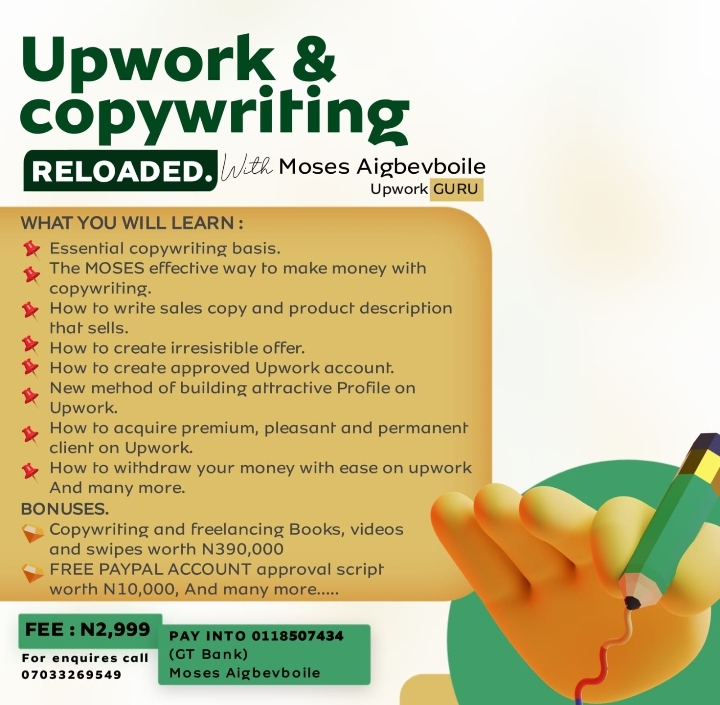 Upwork &
copywriting
RELOADED. With Moses Aigbevboile
Upwork GURU
WHAT YOU WILL LEARN :
Essential copywriting basis.
The MOSES effective way to make money with
copywriting.
How to write sales copy and product description
that sells.
How to create irresistible offer.
How to create approved Upwork account.
New method of building attractive Profile on
Upwork.
How to acquire premium, pleasant and permanent
client on Upwork.
How to withdraw your money with ease on upwork
And many more.
BONUSES.
Copywriting and freelancing Books, videos
and swipes worth N390,000
FREE PAYPAL ACCOUNT approval script
worth N10,000, And many more.....
FEE : N2,999
For enquires call
07033269549
PAY INTO 0118507434
(GT Bank)
Moses Aigbevboile